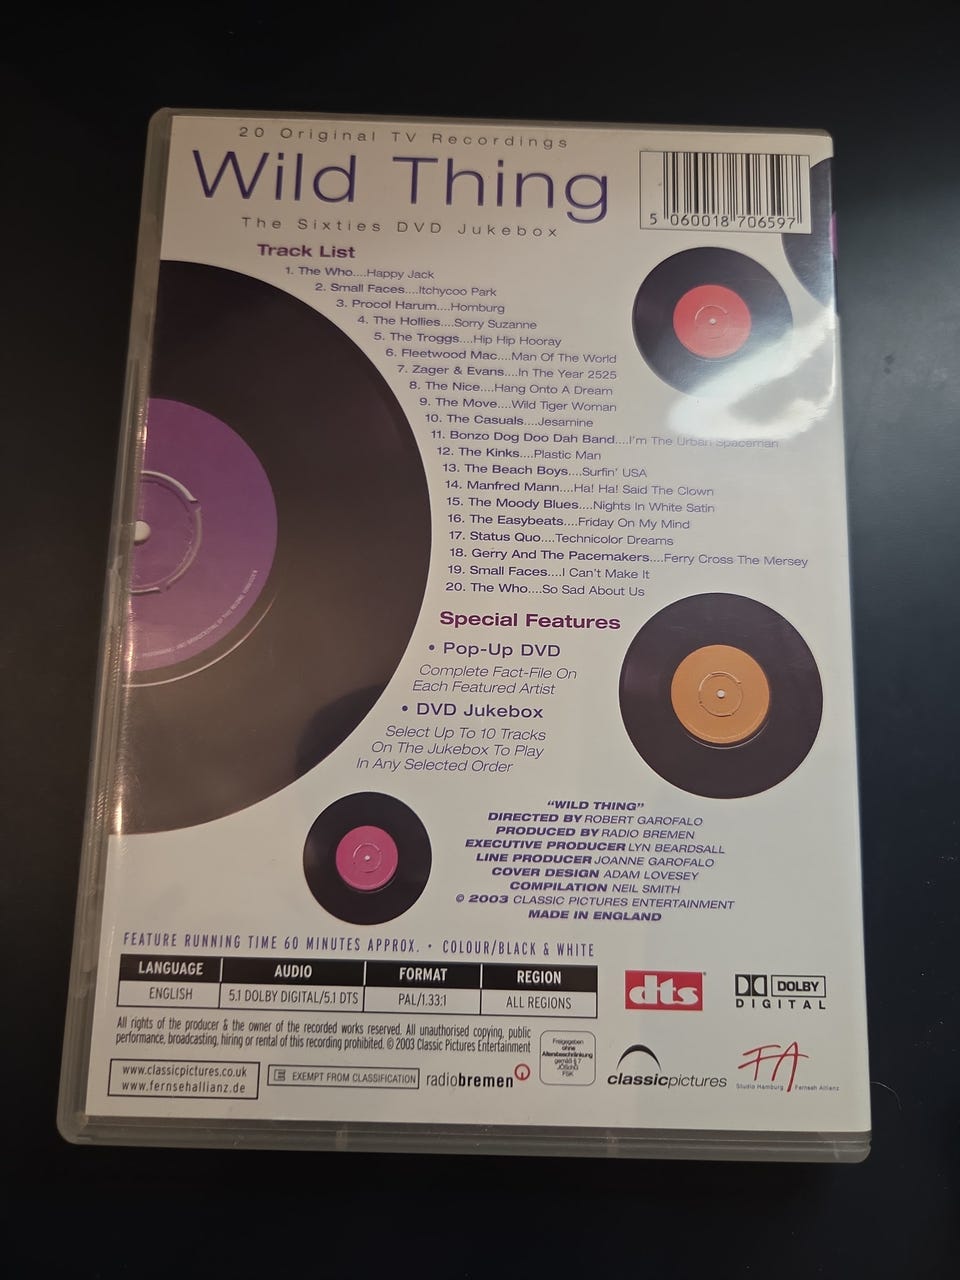 20 Original TV Recordings
Wild Thing
The Sixties DVD Jukebox
5 060018 706597
Track List
1. The Who....Happy Jack
2. Small Faces....Itchycoo Park
3. Procol Harum....Homburg
4. The Hollies....Sorry Suzanne
5. The Troggs....Hip Hip Hooray
6. Fleetwood Mac....Man Of The World
7. Zager & Evans....In The Year 2525
8. The Nice....Hang Onto A Dream
9. The Move....Wild Tiger Woman
10. The Casuals....Jesamine
11. Bonzo Dog Doo Dah Band....I'm The Urban Spaceman
12. The Kinks....Plastic Man
13. The Beach Boys....Surfin' USA
14. Manfred Mann....Ha! Ha! Said The Clown
15. The Moody Blues....Nights In White Satin
16. The Easybeats....Friday On My Mind
17. Status Quo....Technicolor Dreams
18. Gerry And The Pacemakers....Ferry Cross The Mersey
19. Small Faces....I Can't Make It
20. The Who....So Sad About Us
Special Features
• Pop-Up DVD
Complete Fact-File On
Each Featured Artist
• DVD Jukebox
Select Up To 10 Tracks
On The Jukebox To Play
In Any Selected Order
"WILD THING"
DIRECTED BY ROBERT GAROFALO
PRODUCED BY RADIO BREMEN
EXECUTIVE PRODUCER LYN BEARDSALL
LINE PRODUCER JOANNE GAROFALO
COVER DESIGN ADAM LOVESEY
COMPILATION NEIL SMITH
© 2003 CLASSIC PICTURES ENTERTAINMENT
MADE IN ENGLAND
FEATURE RUNNING TIME 60 MINUTES APPROX. • COLOUR/BLACK & WHITE
LANGUAGE AUDIO FORMAT REGION
ENGLISH 5.1 DOLBY DIGITAL/5.1 DTS PAL/1.33:1 ALL REGIONS
dts
DOLBY
DIGITAL
All rights of the producer & the owner of the recorded works reserved. All unauthorised copying, public
performance, broadcasting, hiring or rental of this recording prohibited. © 2003 Classic Pictures Entertainment
www.classicpictures.co.uk
www.fernsehallianz.de
E EXEMPT FROM CLASSIFICATION
radiobremen
Freigegeben
ohne
Altersbeschränkung
gemäß § 7
JÖSchG
FSK
classicpictures
FA
Studio Hamburg Fernseh Allianz